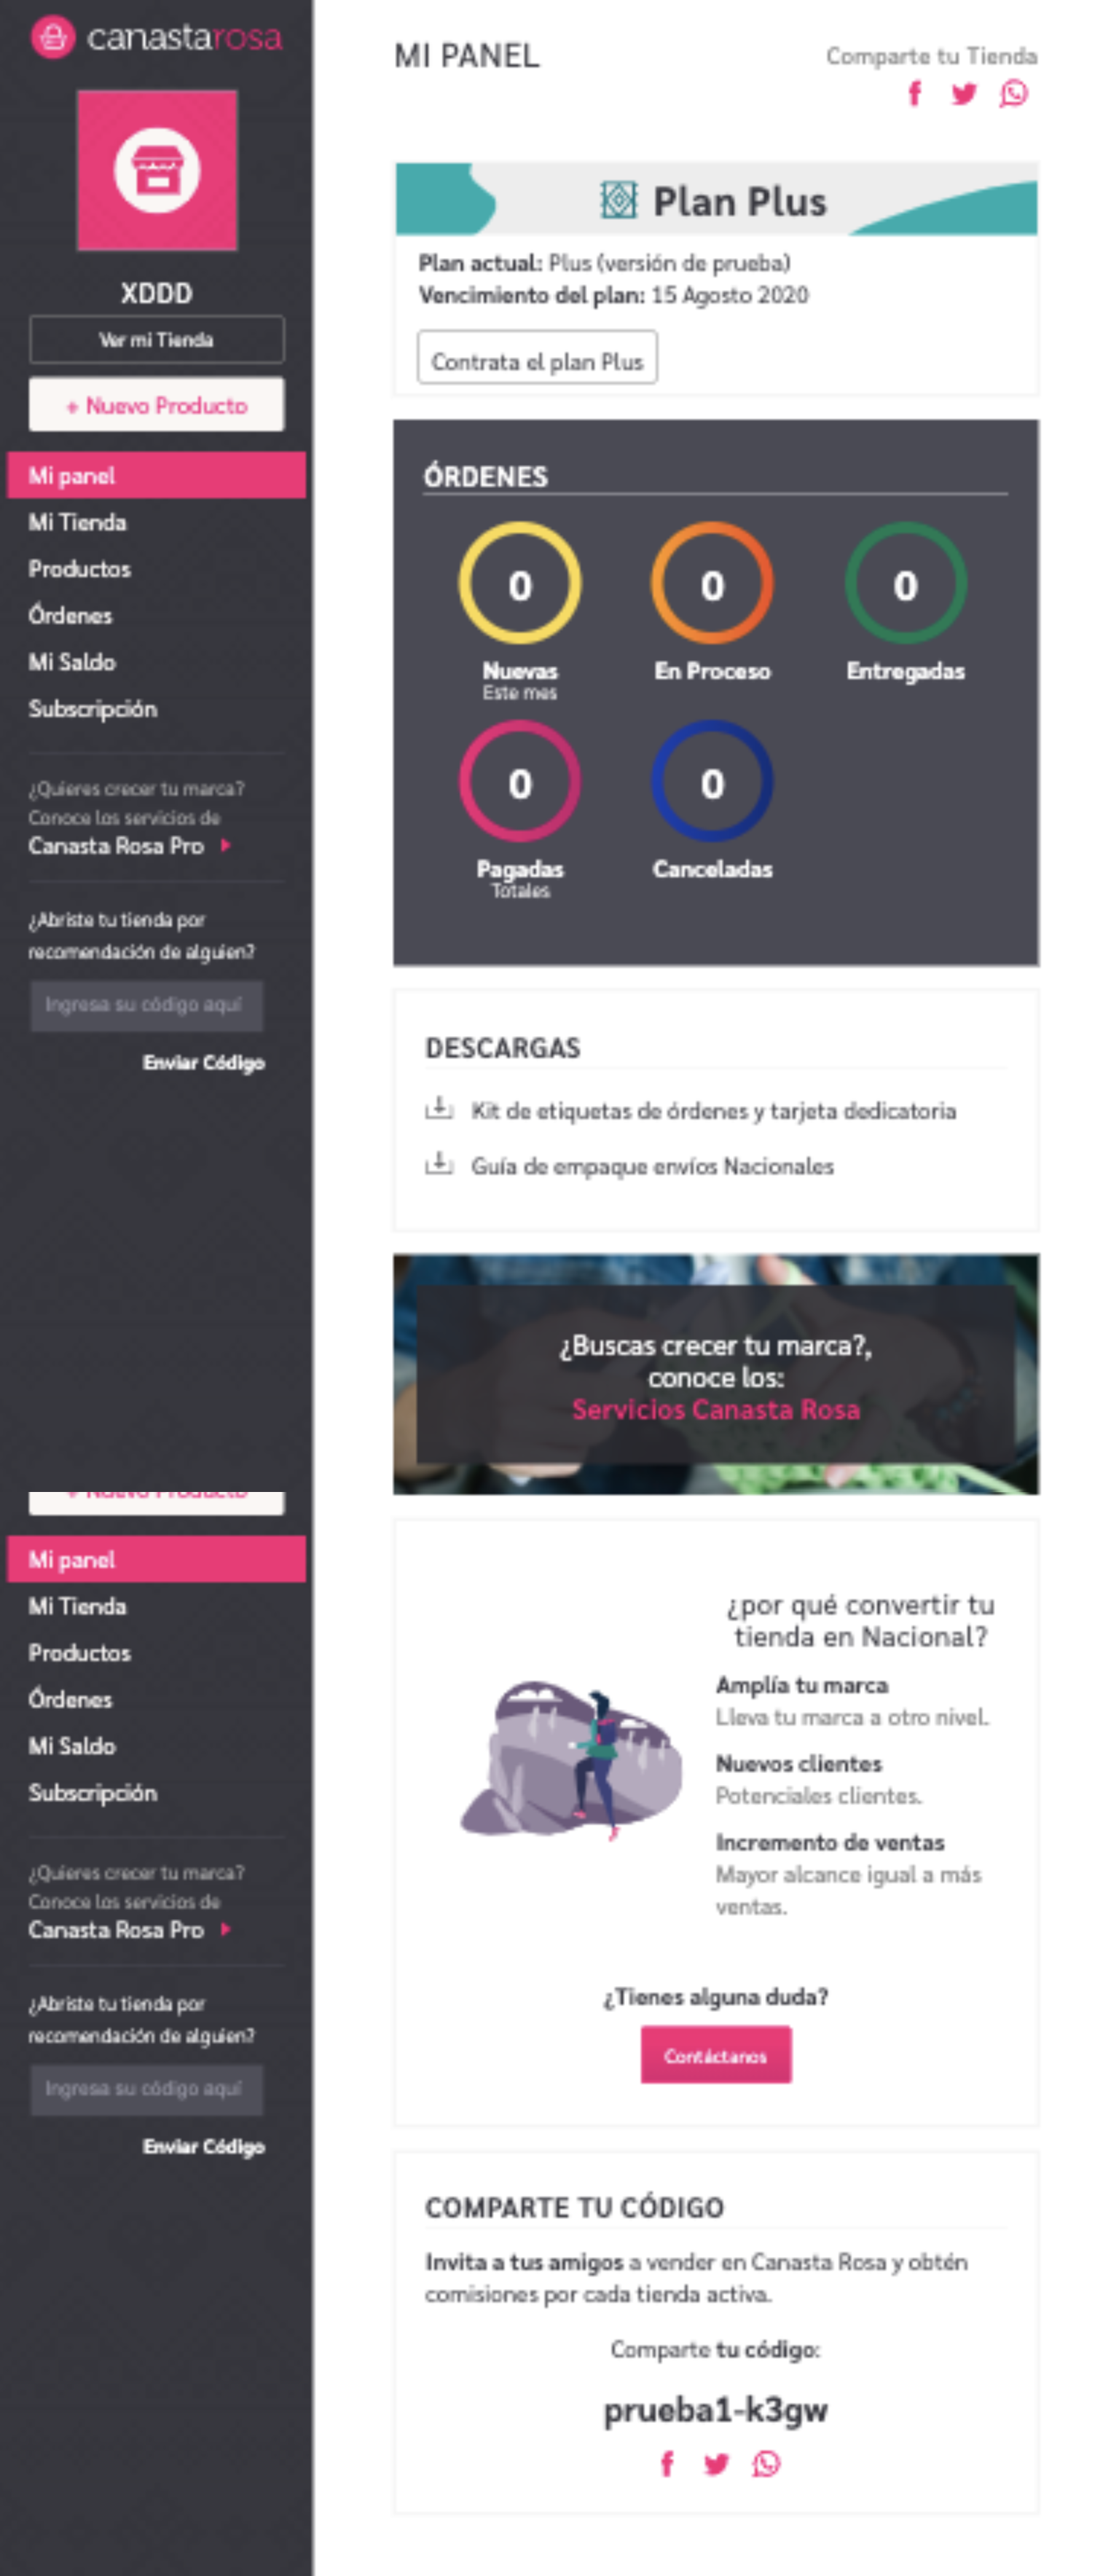 canastarosa
XDDD
Ver mi Tienda
+ Nuevo Producto
Mi panel
Mi Tienda
Productos
Órdenes
Mi Saldo
Subscripción
¿Quieres crecer tu marca?
Conoce los servicios de
Canasta Rosa Pro
¿Abriste tu tienda por
recomendación de alguien?
Ingresa su código aquí
Enviar Código
+ Nuevo Producto
Mi panel
Mi Tienda
Productos
Órdenes
Mi Saldo
Subscripción
¿Quieres crecer tu marca?
Conoce los servicios de
Canasta Rosa Pro
¿Abriste tu tienda por
recomendación de alguien?
Ingresa su código aquí
Enviar Código
MI PANEL
Comparte tu Tienda
Plan Plus
Plan actual: Plus (versión de prueba)
Vencimiento del plan: 15 Agosto 2020
Contrata el plan Plus
ÓRDENES
0
Nuevas
Este mes
0
En Proceso
0
Entregadas
0
Pagadas
Totales
0
Canceladas
DESCARGAS
Kit de etiquetas de órdenes y tarjeta dedicatoria
Guía de empaque envíos Nacionales
¿Buscas crecer tu marca?,
conoce los:
Servicios Canasta Rosa
¿por qué convertir tu
tienda en Nacional?
Amplía tu marca
Lleva tu marca a otro nivel.
Nuevos clientes
Potenciales clientes.
Incremento de ventas
Mayor alcance igual a más
ventas.
¿Tienes alguna duda?
Contáctanos
COMPARTE TU CÓDIGO
Invita a tus amigos a vender en Canasta Rosa y obtén
comisiones por cada tienda activa.
Comparte tu código:
prueba1-k3gw